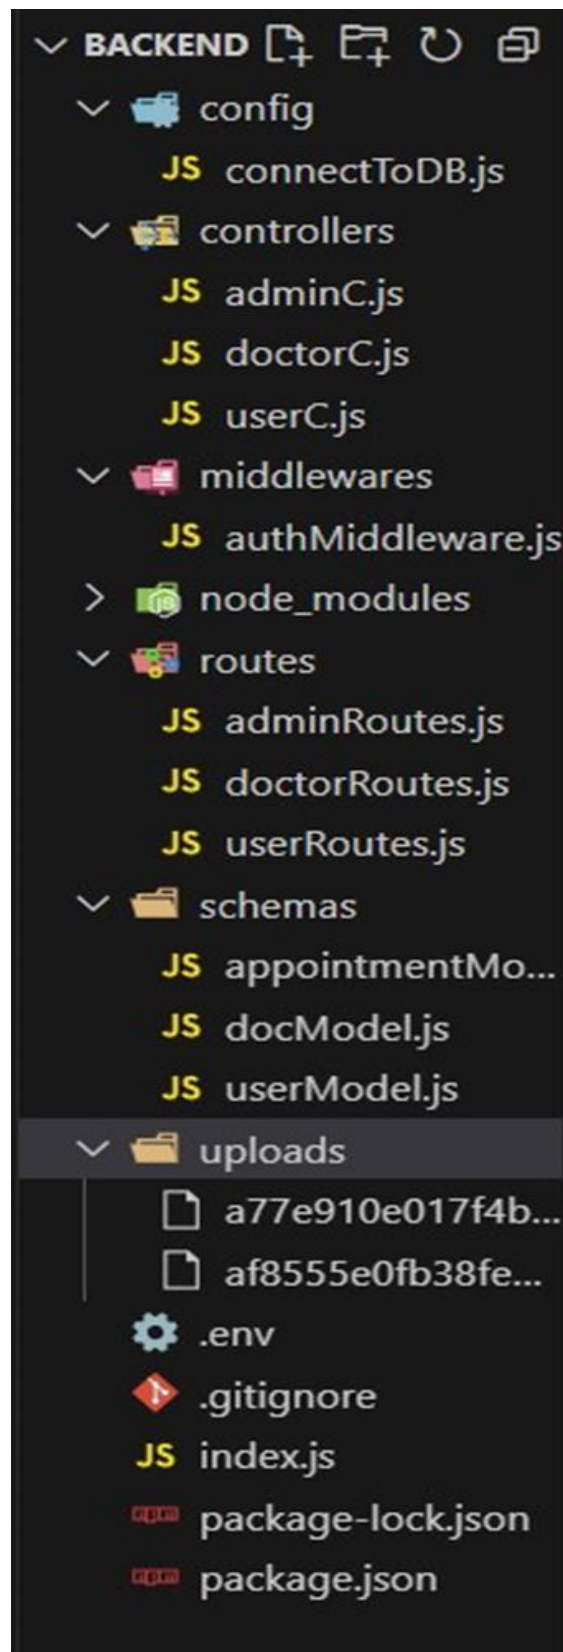 BACKEND
config
JS connectToDB.js
controllers
JS adminC.js
JS doctorC.js
JS userC.js
middlewares
JS authMiddleware.js
node_modules
routes
JS adminRoutes.js
JS doctorRoutes.js
JS userRoutes.js
schemas
JS appointmentMo...
JS docModel.js
JS userModel.js
uploads
a77e910e017f4b...
af8555e0fb38fe...
.env
.gitignore
JS index.js
package-lock.json
package.json